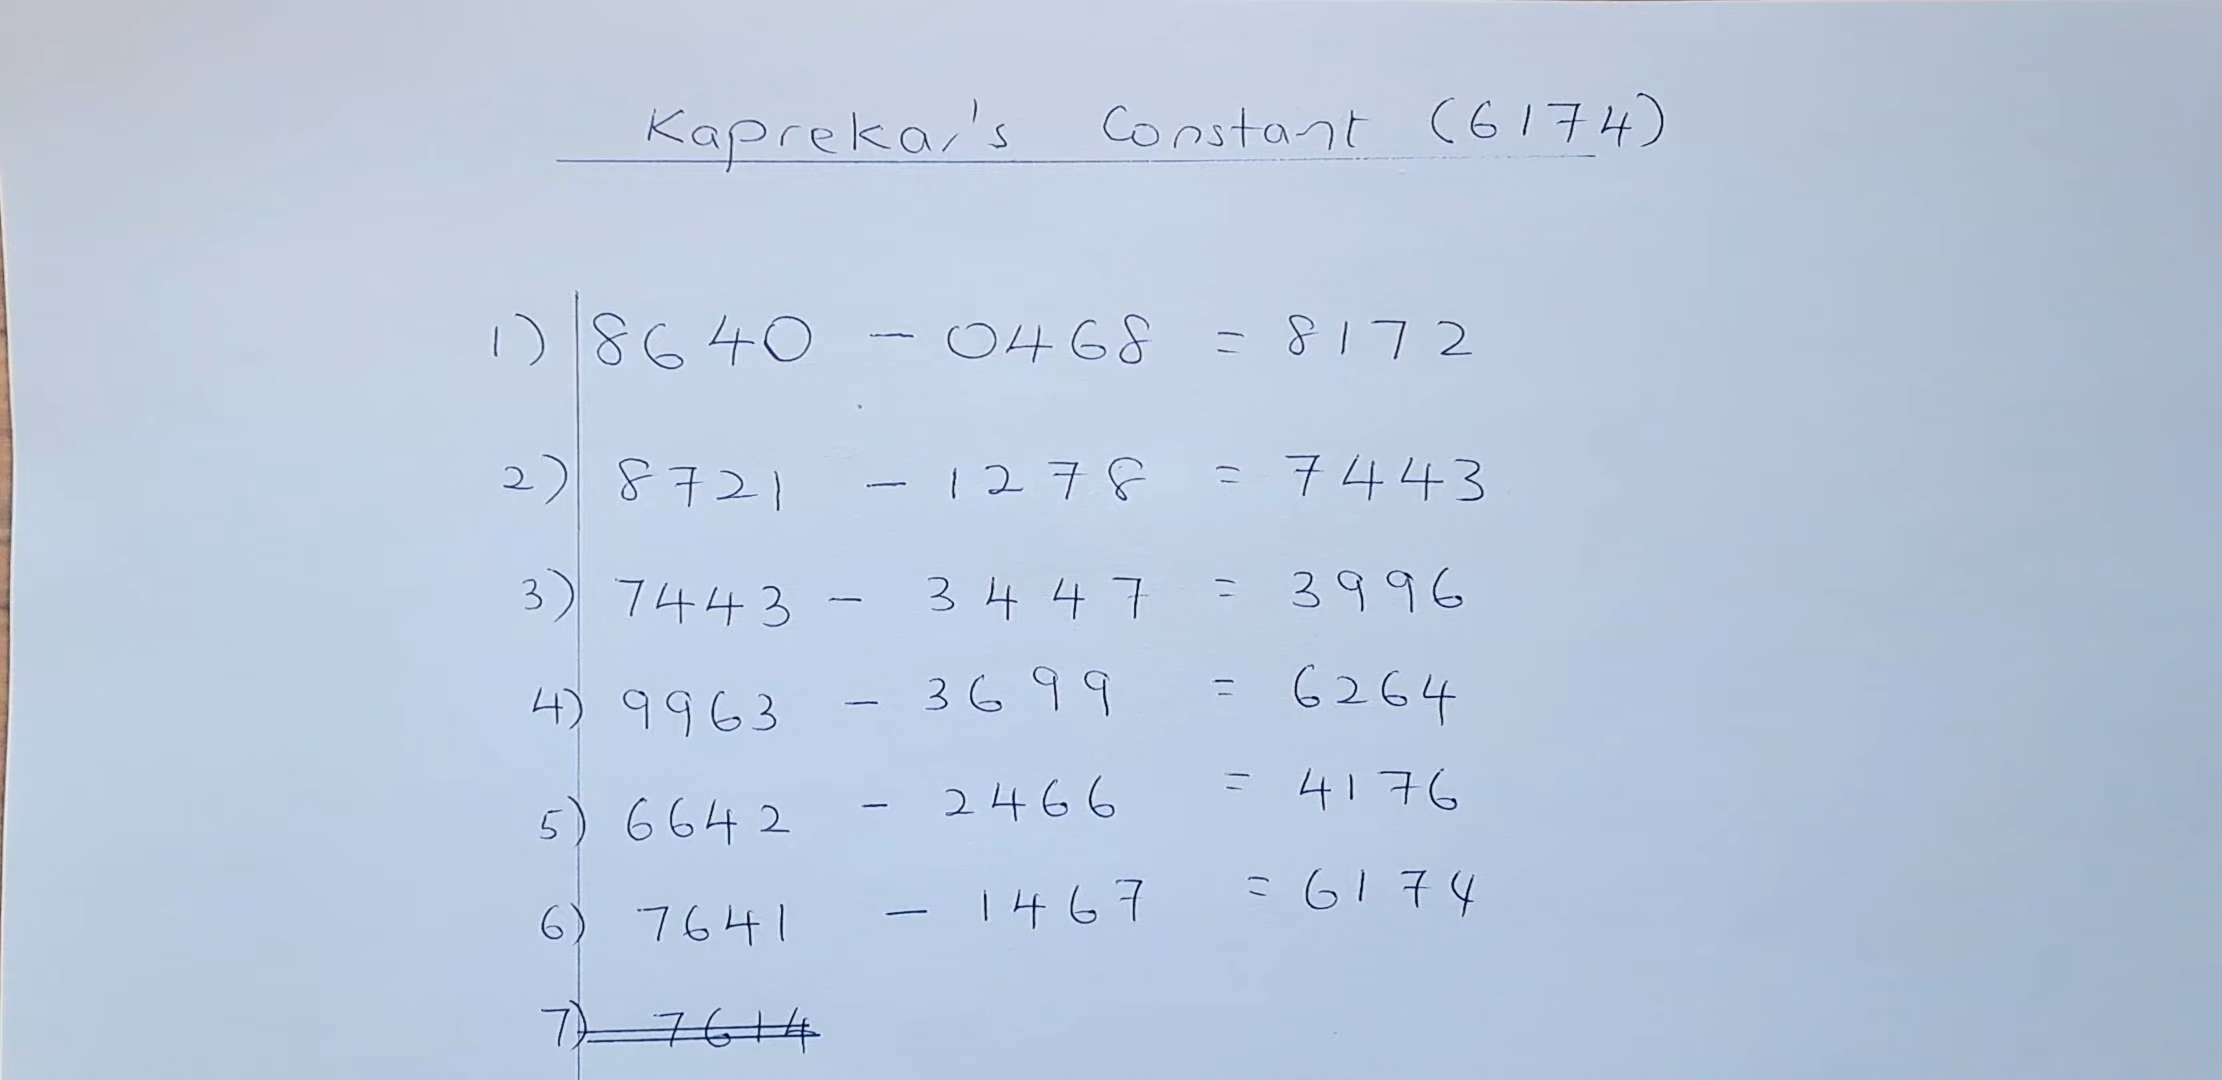 Kaprekar's Constant (6174)
1) 8640 - 0468 = 8172
2) 8721 - 1278 = 7443
3) 7443 - 3447 = 3996
4) 9963 - 3699 = 6264
5) 6642 - 2466 = 4176
6) 7641 - 1467 = 6174
7) 7614